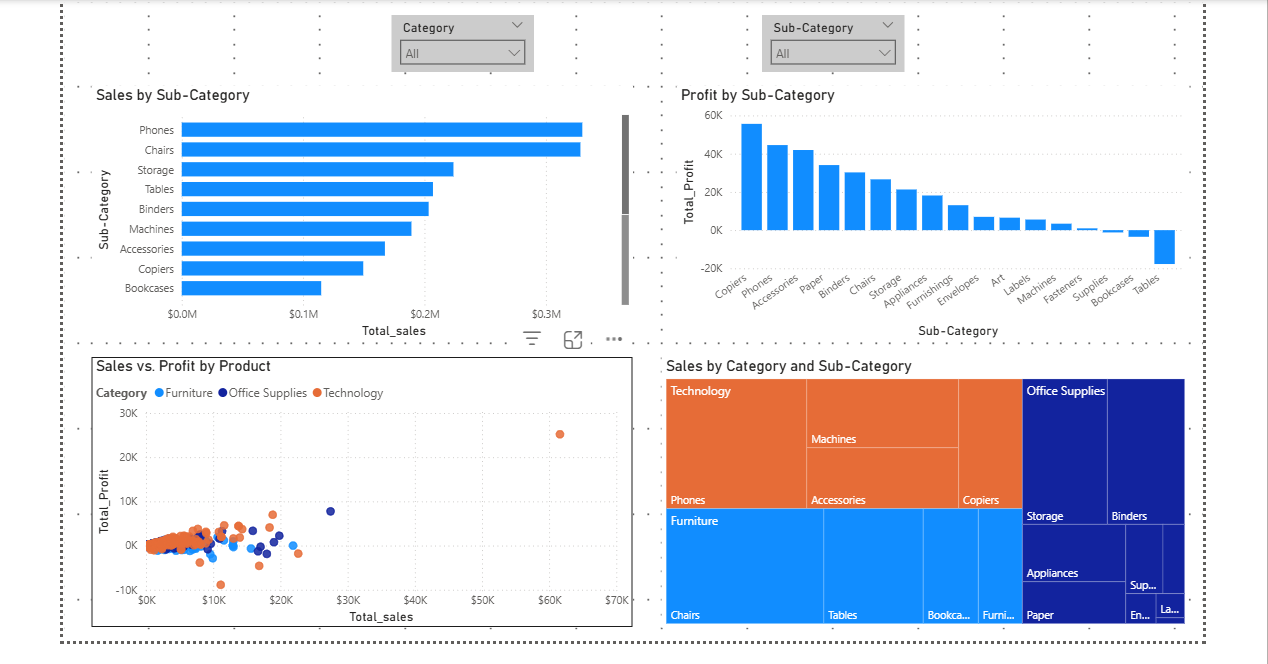 Category
All
Sub-Category
All
Sales by Sub-Category
Sub-Category
Phones
Chairs
Storage
Tables
Binders
Machines
Accessories
Copiers
Bookcases
$0.0M $0.1M $0.2M $0.3M
Total_sales
Profit by Sub-Category
Total_Profit
60K
40K
20K
0K
-20K
Copiers Phones Accessories Paper Binders Chairs Storage Appliances Furnishings Envelopes Art Labels Machines Fasteners Supplies Bookcases Tables
Sub-Category
Sales vs. Profit by Product
Category Furniture Office Supplies Technology
Total_Profit
30K
20K
10K
0K
-10K
$0K $10K $20K $30K $40K $50K $60K $70K
Total_sales
Sales by Category and Sub-Category
Technology
Phones
Machines
Accessories
Copiers
Furniture
Chairs
Tables
Bookca...
Furni...
Office Supplies
Storage
Binders
Appliances
Paper
Sup...
En...
La...